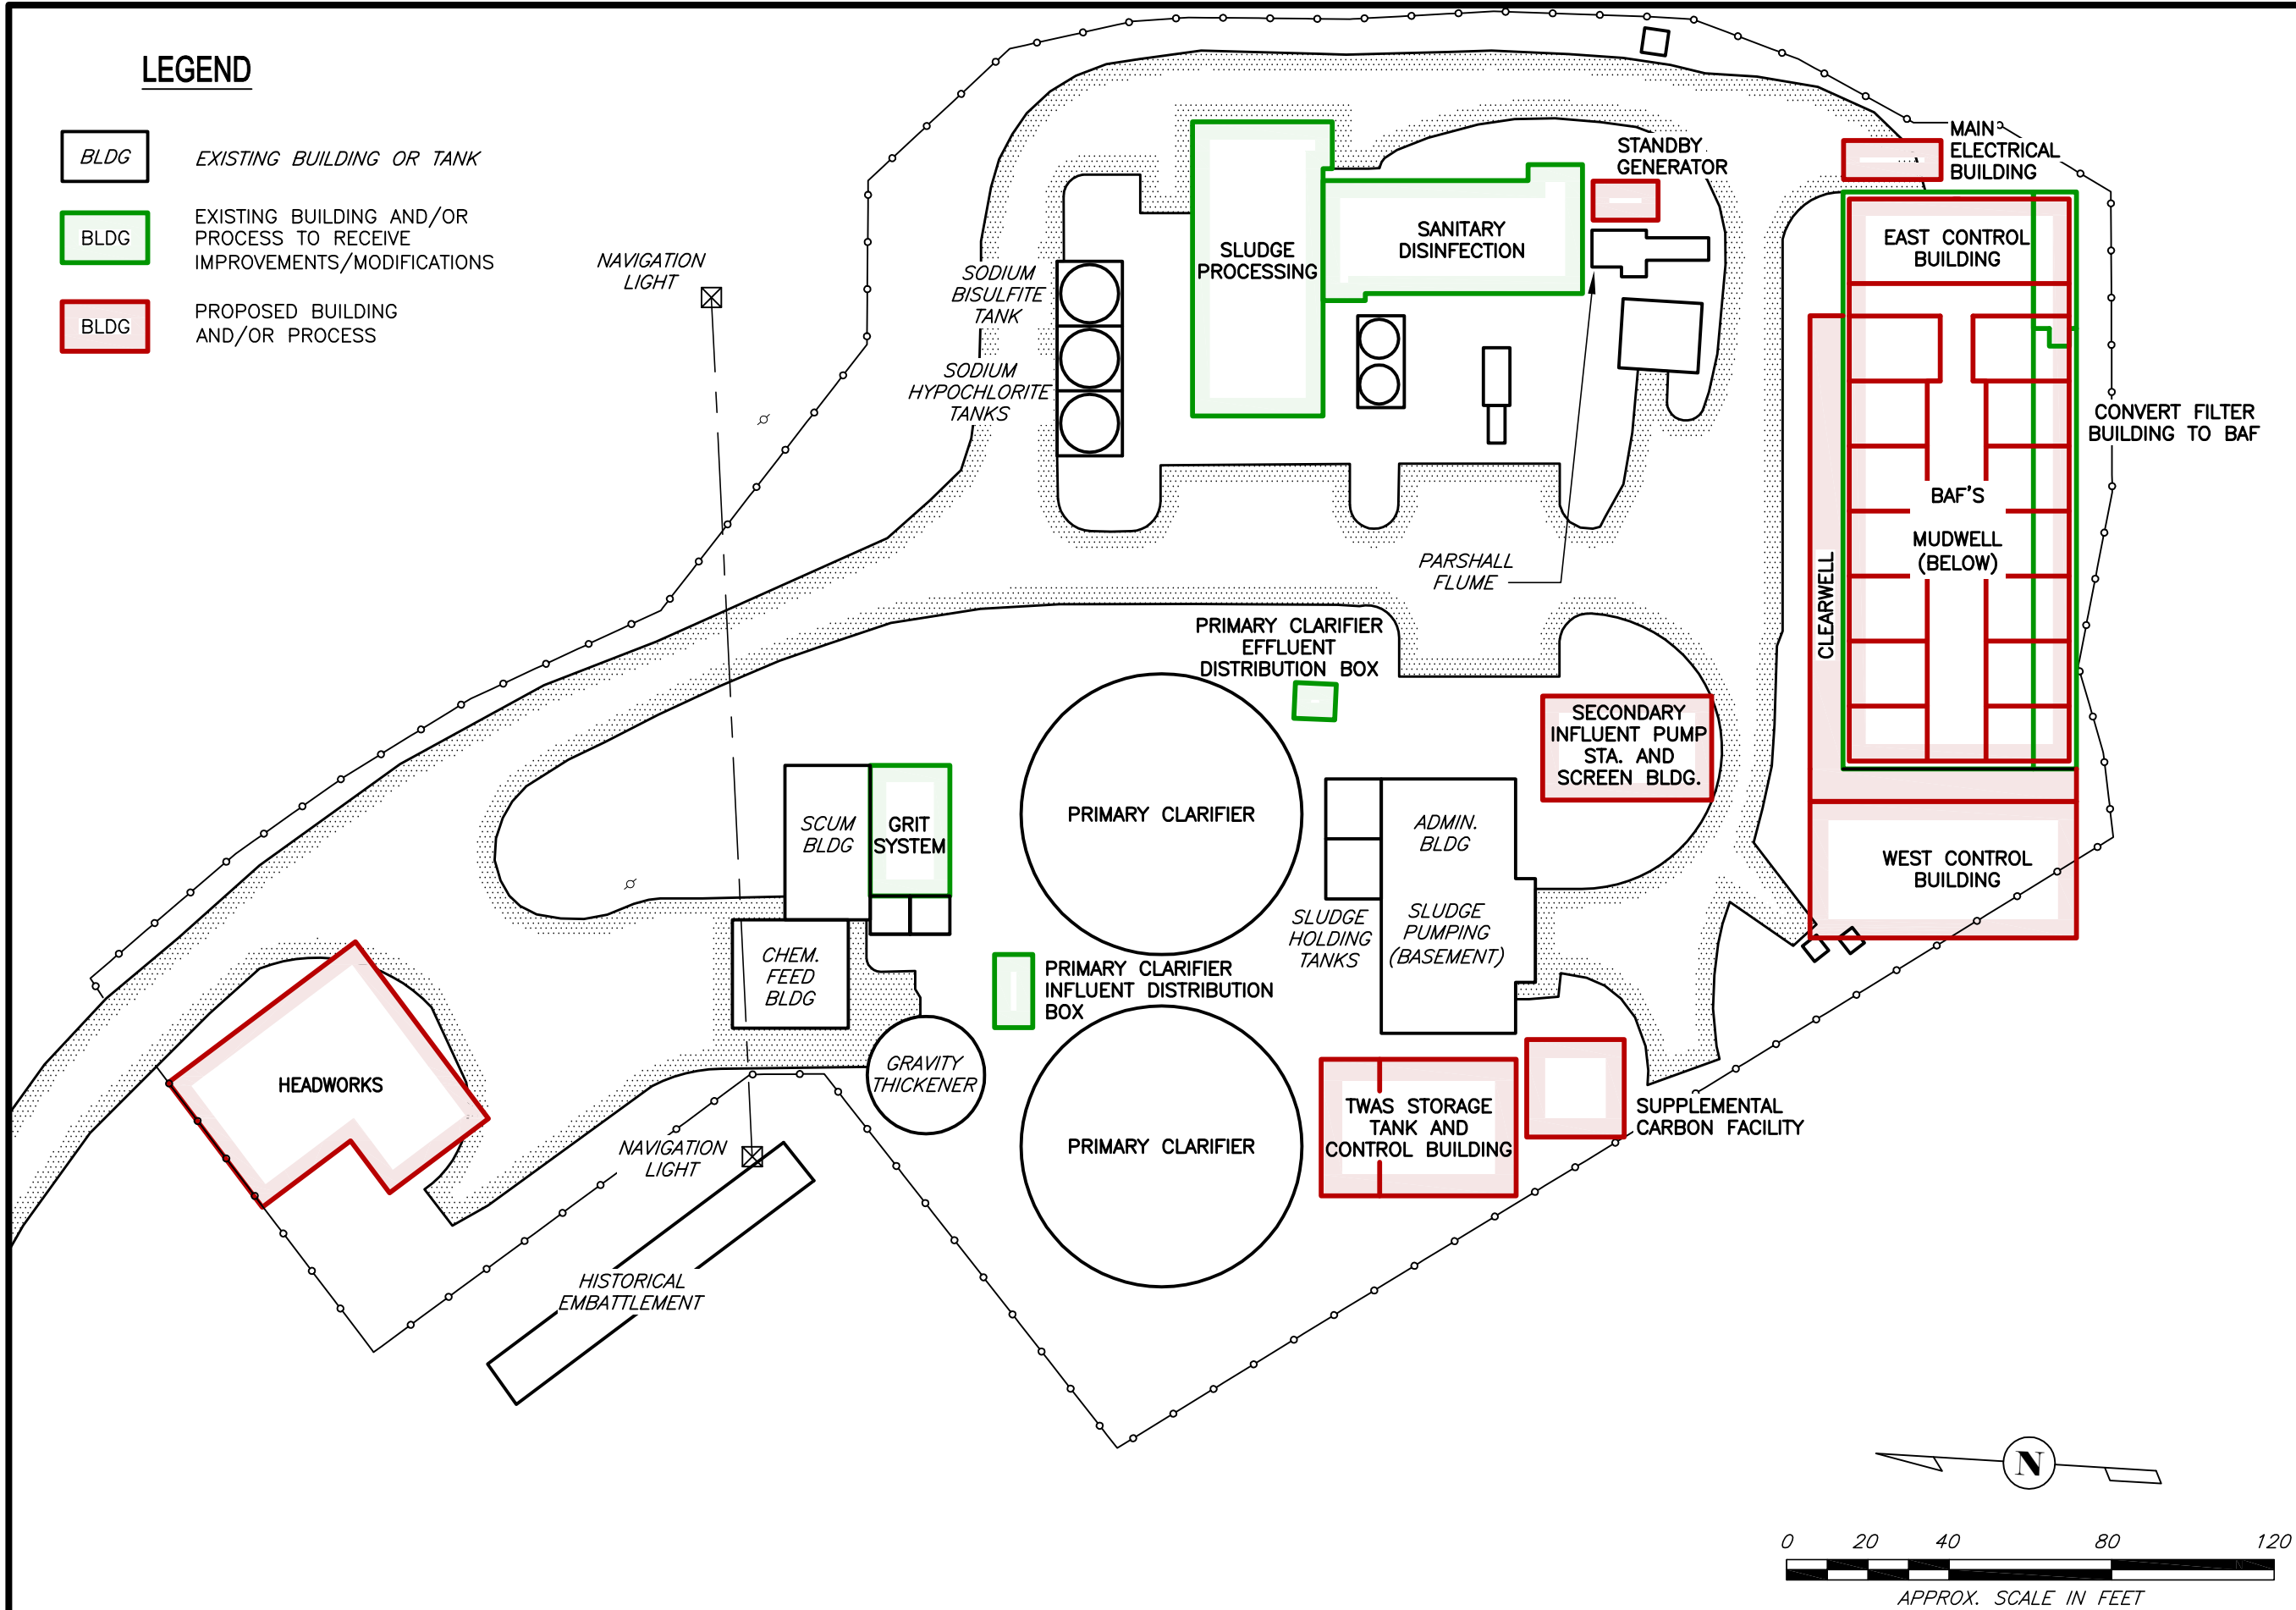 LEGEND
BLDG
EXISTING BUILDING OR TANK
BLDG
EXISTING BUILDING AND/OR
PROCESS TO RECEIVE
IMPROVEMENTS/MODIFICATIONS
BLDG
PROPOSED BUILDING
AND/OR PROCESS
NAVIGATION
LIGHT
SODIUM
BISULFITE
TANK
SODIUM
HYPOCHLORITE
TANKS
SLUDGE
PROCESSING
SANITARY
DISINFECTION
STANDBY
GENERATOR
MAIN
ELECTRICAL
BUILDING
EAST CONTROL
BUILDING
CONVERT FILTER
BUILDING TO BAF
BAF'S
MUDWELL
(BELOW)
CLEARWELL
PARSHALL
FLUME
PRIMARY CLARIFIER
EFFLUENT
DISTRIBUTION BOX
SECONDARY
INFLUENT PUMP
STA. AND
SCREEN BLDG.
SCUM
BLDG
GRIT
SYSTEM
PRIMARY CLARIFIER
ADMIN.
BLDG
SLUDGE
PUMPING
(BASEMENT)
SLUDGE
HOLDING
TANKS
WEST CONTROL
BUILDING
CHEM.
FEED
BLDG
PRIMARY CLARIFIER
INFLUENT DISTRIBUTION
BOX
HEADWORKS
GRAVITY
THICKENER
PRIMARY CLARIFIER
TWAS STORAGE
TANK AND
CONTROL BUILDING
SUPPLEMENTAL
CARBON FACILITY
NAVIGATION
LIGHT
HISTORICAL
EMBATTLEMENT
N
0 20 40 80 120
APPROX. SCALE IN FEET